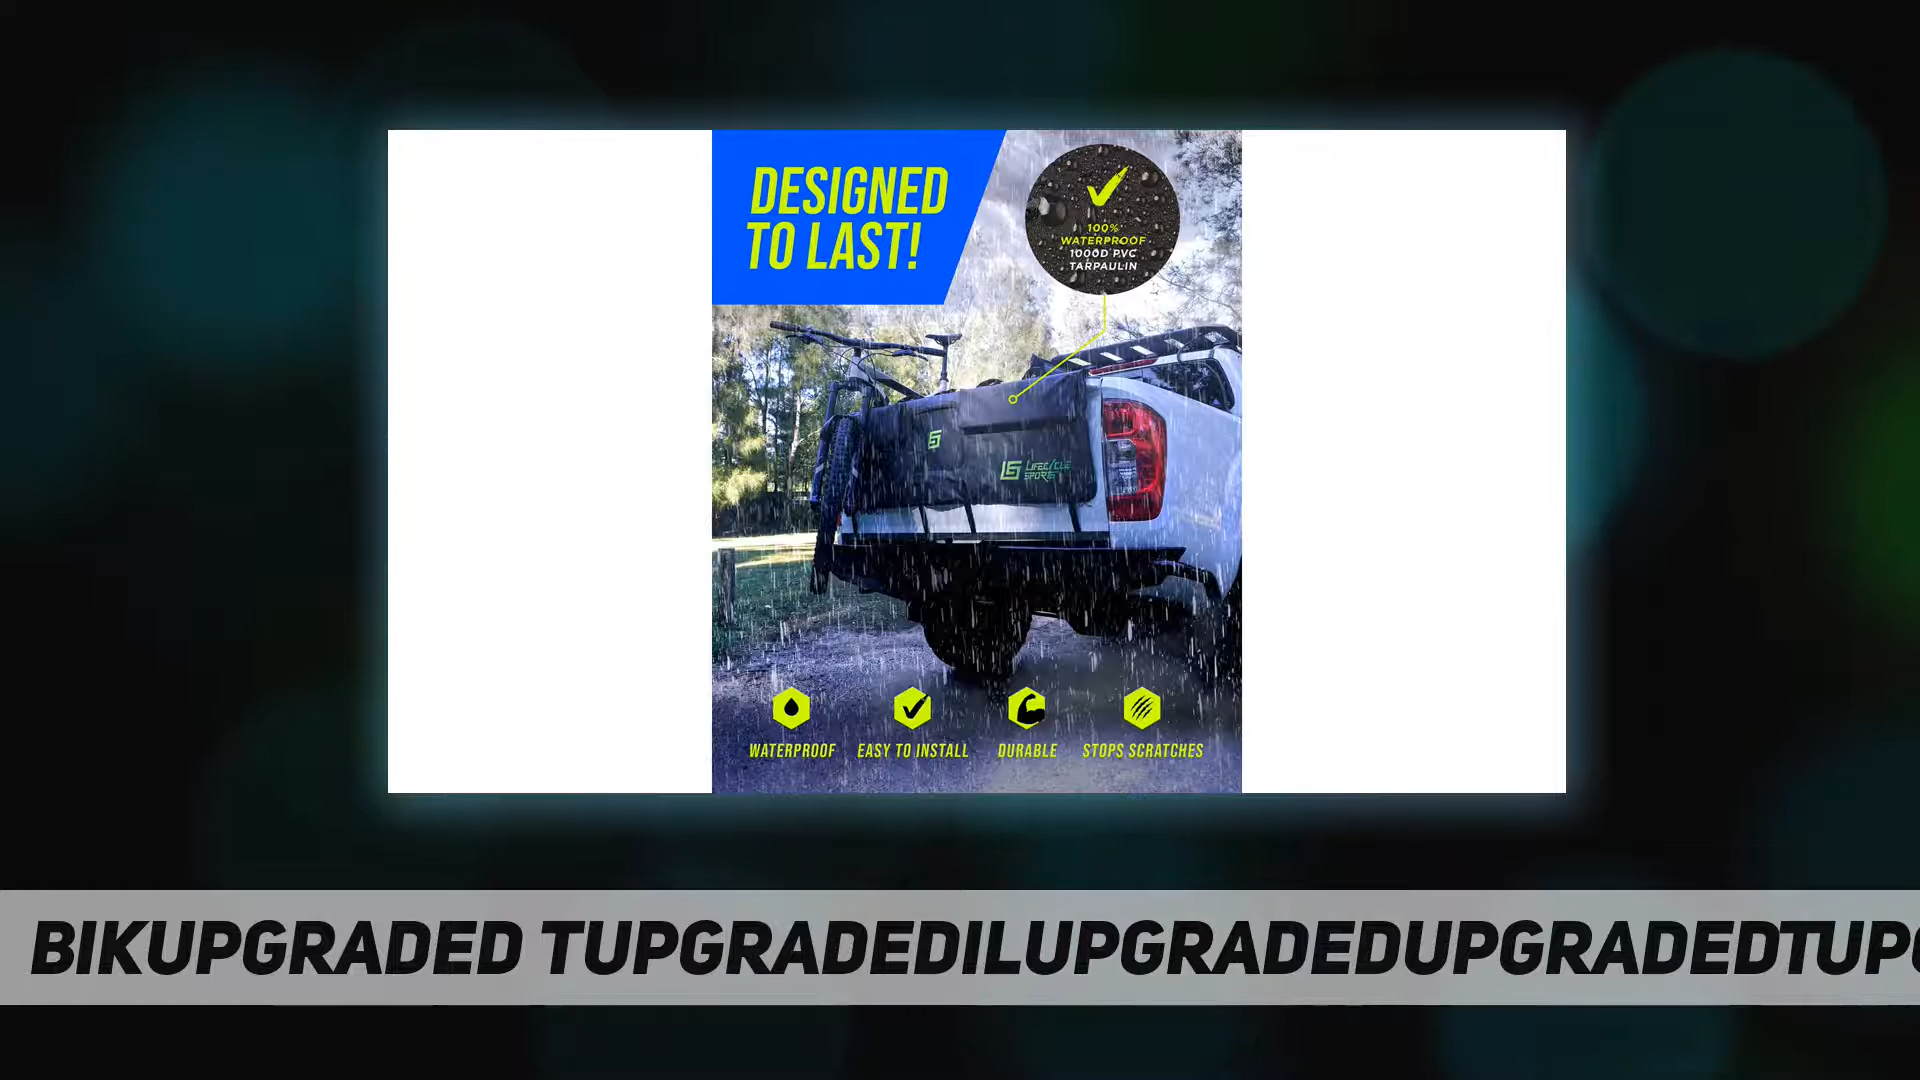 DESIGNED
TO LAST!
100%
WATERPROOF
1000D PVC
TARPAULIN
LIFECYCLE
SPORTS
WATERPROOF EASY TO INSTALL DURABLE STOPS SCRATCHES
BIKUPGRADED TUPGRADEDILUPGRADEDUPGRADEDTUPG